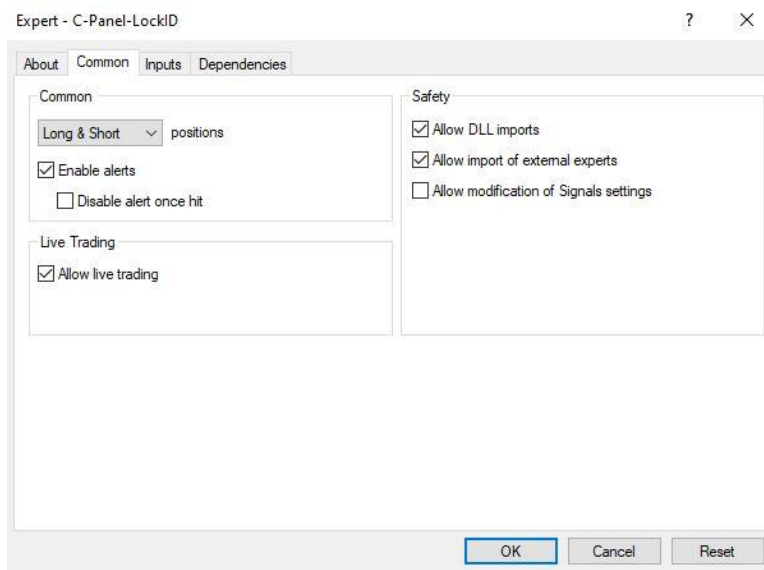 Expert - C-Panel-LockID
? X
About Common Inputs Dependencies
Common
Long & Short positions
Enable alerts
Disable alert once hit
Live Trading
Allow live trading
Safety
Allow DLL imports
Allow import of external experts
Allow modification of Signals settings
OK Cancel Reset